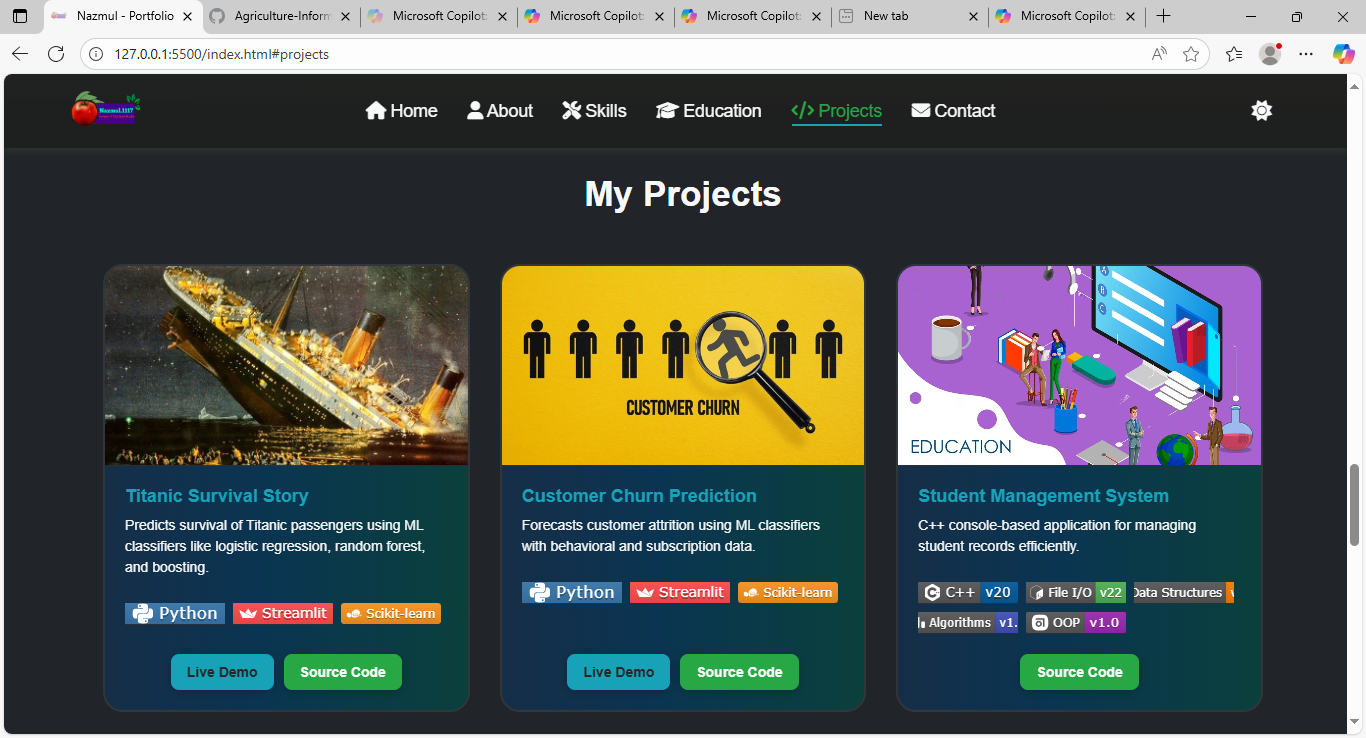 Nazmul - Portfolio
Agriculture-Inform
Microsoft Copilot:
Microsoft Copilot:
Microsoft Copilot:
New tab
Microsoft Copilot:
127.0.0.1:5500/index.html#projects
Nazmul.1117
Home
About
Skills
Education
Projects
Contact
My Projects
CUSTOMER CHURN
A
B
C
EDUCATION
Titanic Survival Story
Predicts survival of Titanic passengers using ML
classifiers like logistic regression, random forest,
and boosting.
Python
Streamlit
Scikit-learn
Live Demo
Source Code
Customer Churn Prediction
Forecasts customer attrition using ML classifiers
with behavioral and subscription data.
Python
Streamlit
Scikit-learn
Live Demo
Source Code
Student Management System
C++ console-based application for managing
student records efficiently.
C++ v20
File I/O v22
Data Structures
Algorithms v1.
OOP v1.0
Source Code